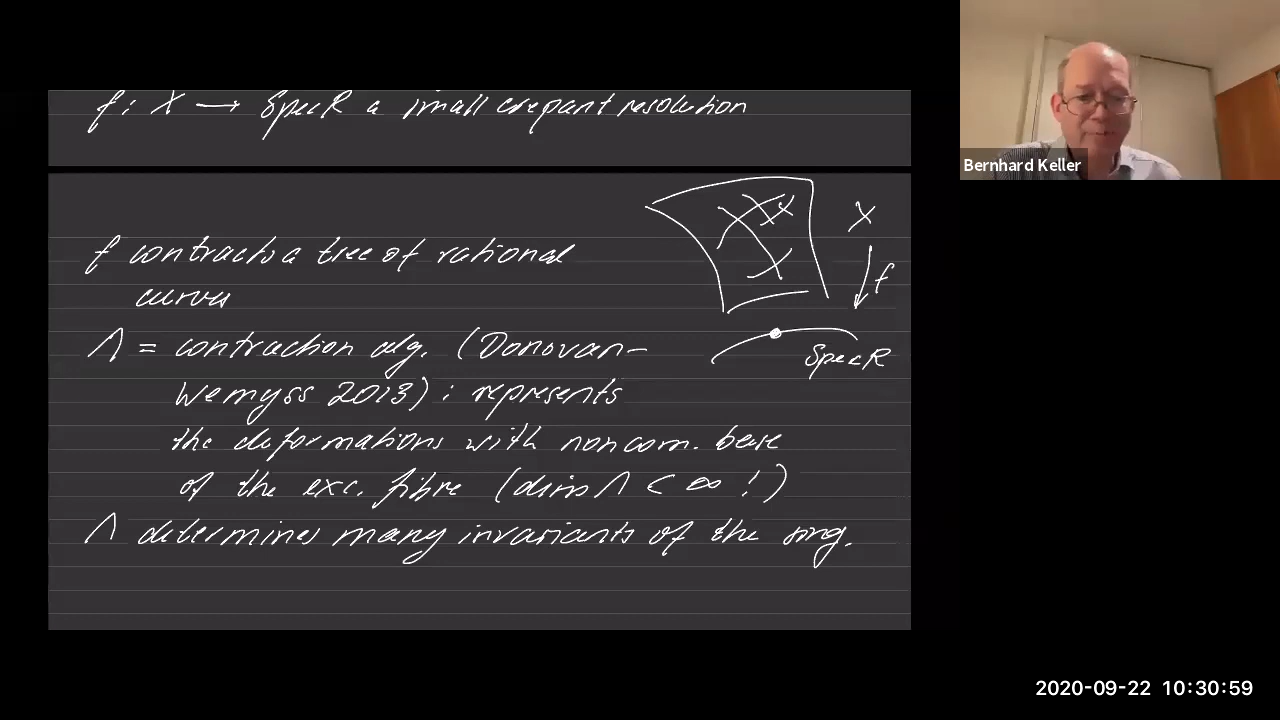 f: X → Spec R a small crepant resolution
f contracts a tree of rational
curves
X
f
Spec R
Λ = contraction alg. (Donovan–
Wemyss 2013) : represents
the deformations with noncom. base
of the exc. fibre (dim Λ < ∞ !)
Λ determines many invariants of the sing.
Bernhard Keller
2020-09-22 10:30:59